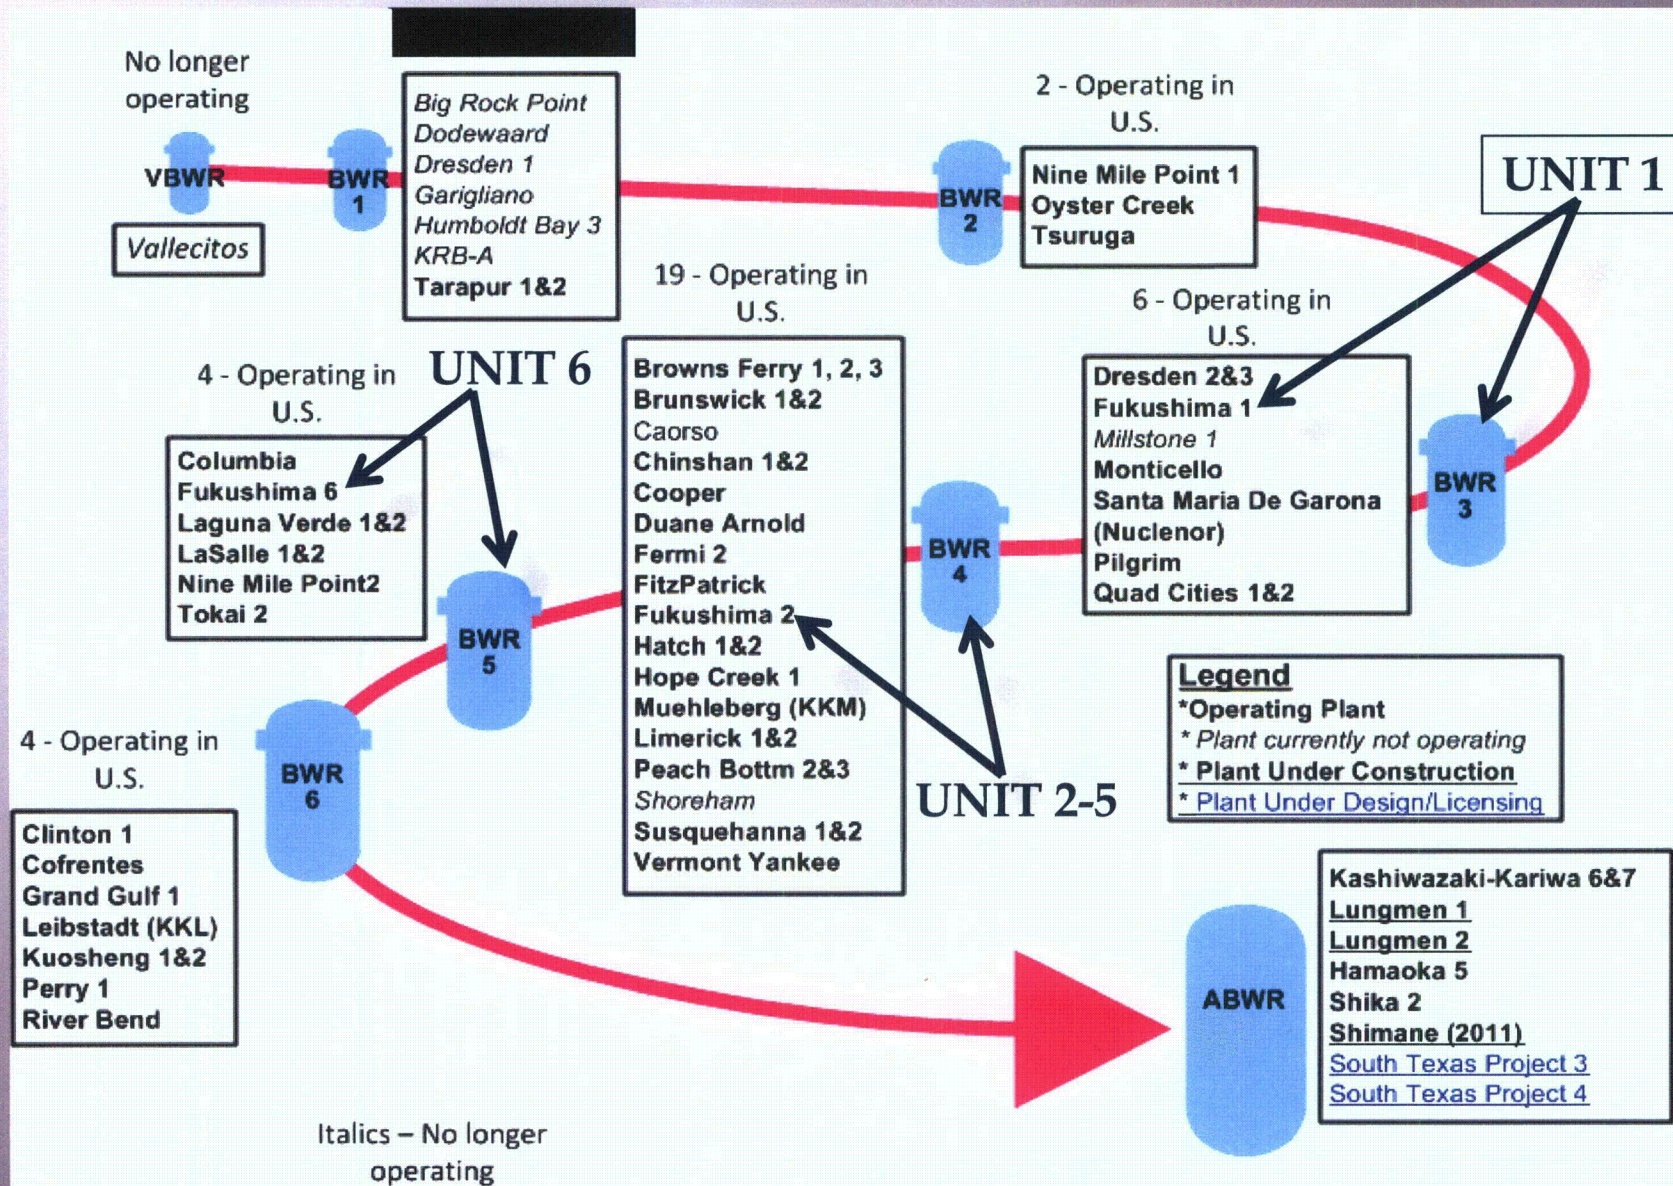 No longer
operating
VBWR
Vallecitos
BWR
1
Big Rock Point
Dodewaard
Dresden 1
Garigliano
Humboldt Bay 3
KRB-A
Tarapur 1&2
2 - Operating in
U.S.
BWR
2
Nine Mile Point 1
Oyster Creek
Tsuruga
UNIT 1
6 - Operating in
U.S.
Dresden 2&3
Fukushima 1
Millstone 1
Monticello
Santa Maria De Garona
(Nuclenor)
Pilgrim
Quad Cities 1&2
BWR
3
19 - Operating in
U.S.
Browns Ferry 1, 2, 3
Brunswick 1&2
Caorso
Chinshan 1&2
Cooper
Duane Arnold
Fermi 2
FitzPatrick
Fukushima 2
Hatch 1&2
Hope Creek 1
Muehleberg (KKM)
Limerick 1&2
Peach Bottm 2&3
Shoreham
Susquehanna 1&2
Vermont Yankee
BWR
4
UNIT 2-5
4 - Operating in
U.S.
UNIT 6
Columbia
Fukushima 6
Laguna Verde 1&2
LaSalle 1&2
Nine Mile Point2
Tokai 2
BWR
5
4 - Operating in
U.S.
BWR
6
Clinton 1
Cofrentes
Grand Gulf 1
Leibstadt (KKL)
Kuosheng 1&2
Perry 1
River Bend
Legend
*Operating Plant
* Plant currently not operating
* Plant Under Construction
* Plant Under Design/Licensing
ABWR
Kashiwazaki-Kariwa 6&7
Lungmen 1
Lungmen 2
Hamaoka 5
Shika 2
Shimane (2011)
South Texas Project 3
South Texas Project 4
Italics – No longer
operating